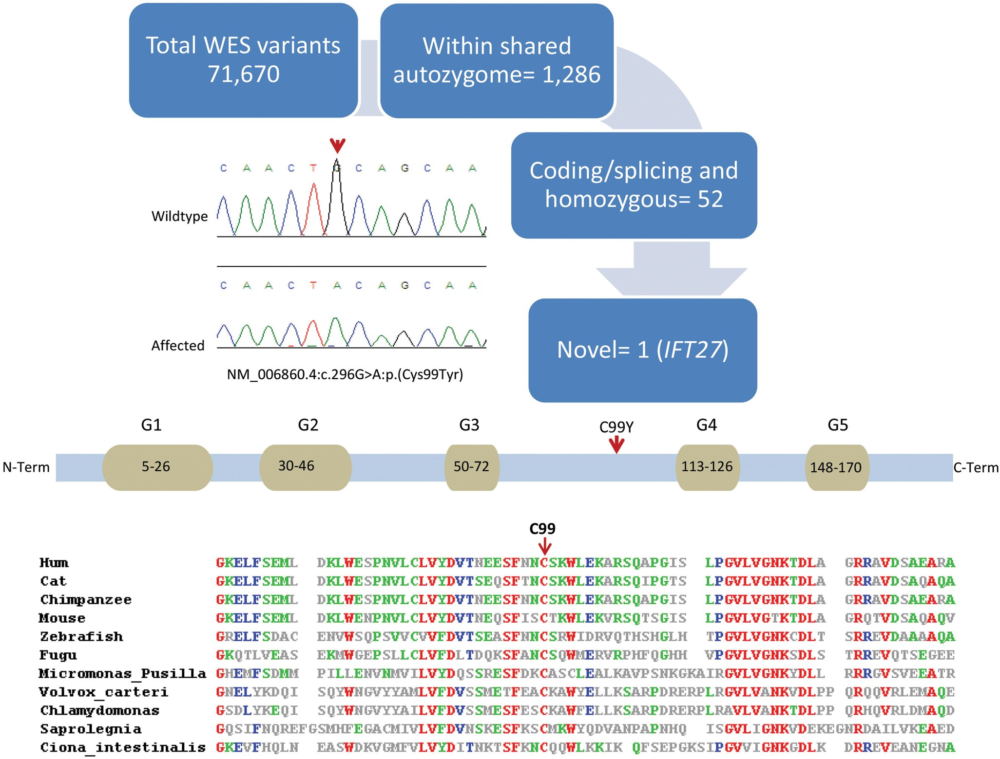 Total WES variants
71,670
Within shared
autozygome= 1,286
Coding/splicing and
homozygous= 52
Novel= 1 (IFT27)
C A A C T G C A G C A A
Wildtype
C A A C T A C A G C A A
Affected
NM_006860.4:c.296G>A:p.(Cys99Tyr)
G1 G2 G3 C99Y G4 G5
N-Term 5-26 30-46 50-72 113-126 148-170 C-Term
C99
Hum GKELFSEML DKLWESPNVLCLVYDVTNEESFNNCSKWLEKARSQAPGIS LPGVLVGNKTDLA GRRAVDSAEARA
Cat GKELFSEML DKLWESPNVLCLVYDVTSEQSFTNCSKWLEKARSQIPGTS LPGVLVGNKTDLA GRRAVDSAQAQA
Chimpanzee GKELFSEML DKLWESPNVLCLVYDVTNEESFNNCSKWLEKARSQAPGIS LPGVLVGNKTDLA GRRAVDSAEARA
Mouse GKELFSEML DKLWENPNVLCLVYDVTNEQSFISCTKWLEKVRSQTSGIS LPGVLVGTKTDLA GRQTVDSAQAQV
Zebrafish GRELFSDAC ENVWSQPSVVCVVFDVTSEASFNNCSRWIDRVQTHSHGLH TPGVLVGNKCDLT SRREVDAAAAQA
Fugu GKQTLVEAS EKMWGEPSLLCLVFDLTDQKSFANCSQWMERVRPHFQGHH VPGVLVGNKSDLS TRREVQTSEGEE
Micromonas_Pusilla GHEMFSDMM PILLENVNMVILVYDQSSRESFDKCASCLEALKAVPSNKGKAIRGVLVGNKYDLL RRRGVSVEEATR
Volvox_carteri GNELYKDQI SQYWNGVYYAMLVFDVSSMETFEACKAWYELLKSARPDRERPLRGVLVANKVDLPP QRQQVRLEMAQE
Chlamydomonas GSDLYKEQI SQYWNGVYYAILVFDVSSMESFESCKAWFELLKSARPDRERPLRAVLVANKTDLPP QRHQVRLDMAQD
Saprolegnia GQSIFNQREFGSMHFEGACMIVLVFDVNSKESFKSCMKWYQDVANPAPNHQ ISGVLIGNKVDEKEGNRDAILVKEAED
Ciona_intestinalis GKEVFHQLN EASWDKVGMFVLVYDITNKTSFKNCQQWLKKIK QFSEPGKSIPGVVIGNKGDLK DRREVEANEGNA